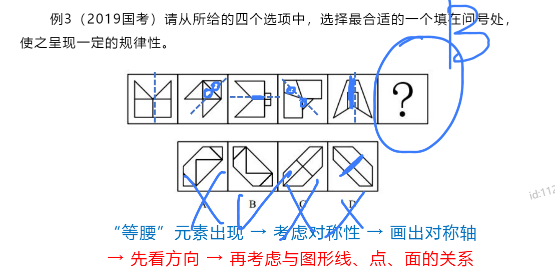 例3（2019国考）请从所给的四个选项中，选择最合适的一个填在问号处，
使之呈现一定的规律性。
B
?
A B C D
“等腰”元素出现 → 考虑对称性 → 画出对称轴
→ 先看方向 → 再考虑与图形线、点、面的关系